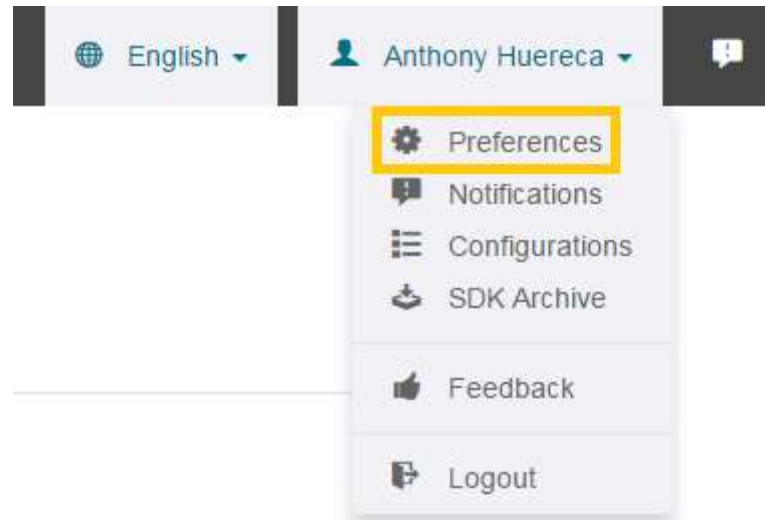 English Anthony Huereca
Preferences
Notifications
Configurations
SDK Archive
Feedback
Logout